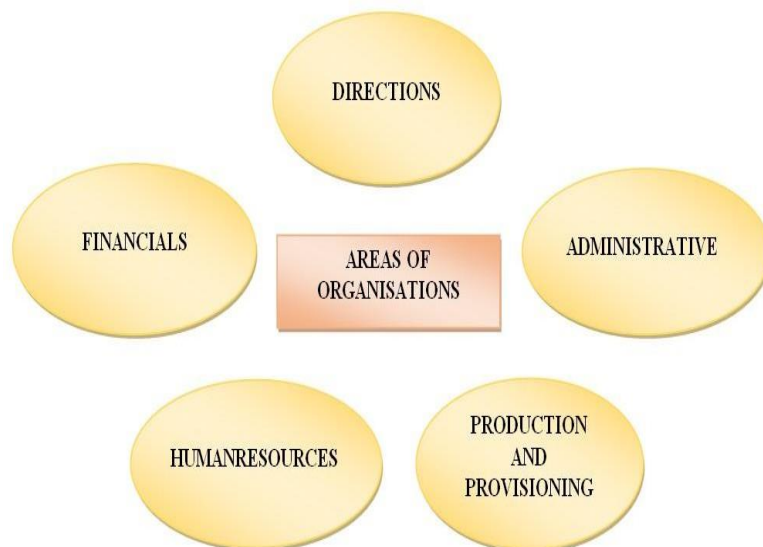 DIRECTIONS
FINANCIALS
AREAS OF
ORGANISATIONS
ADMINISTRATIVE
HUMANRESOURCES
PRODUCTION
AND
PROVISIONING